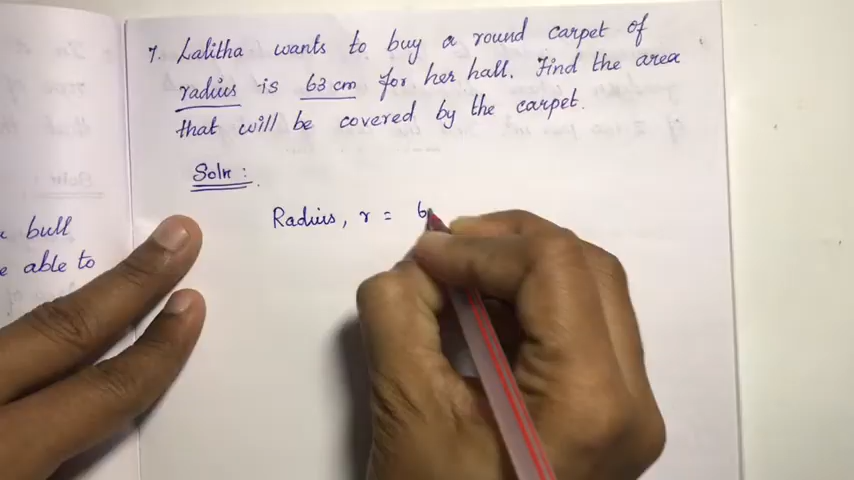 7. Lalitha wants to buy a round carpet of
radius is 63 cm for her hall. Find the area
that will be covered by the carpet.
Soln :
Radius, r = 6
bull
able to